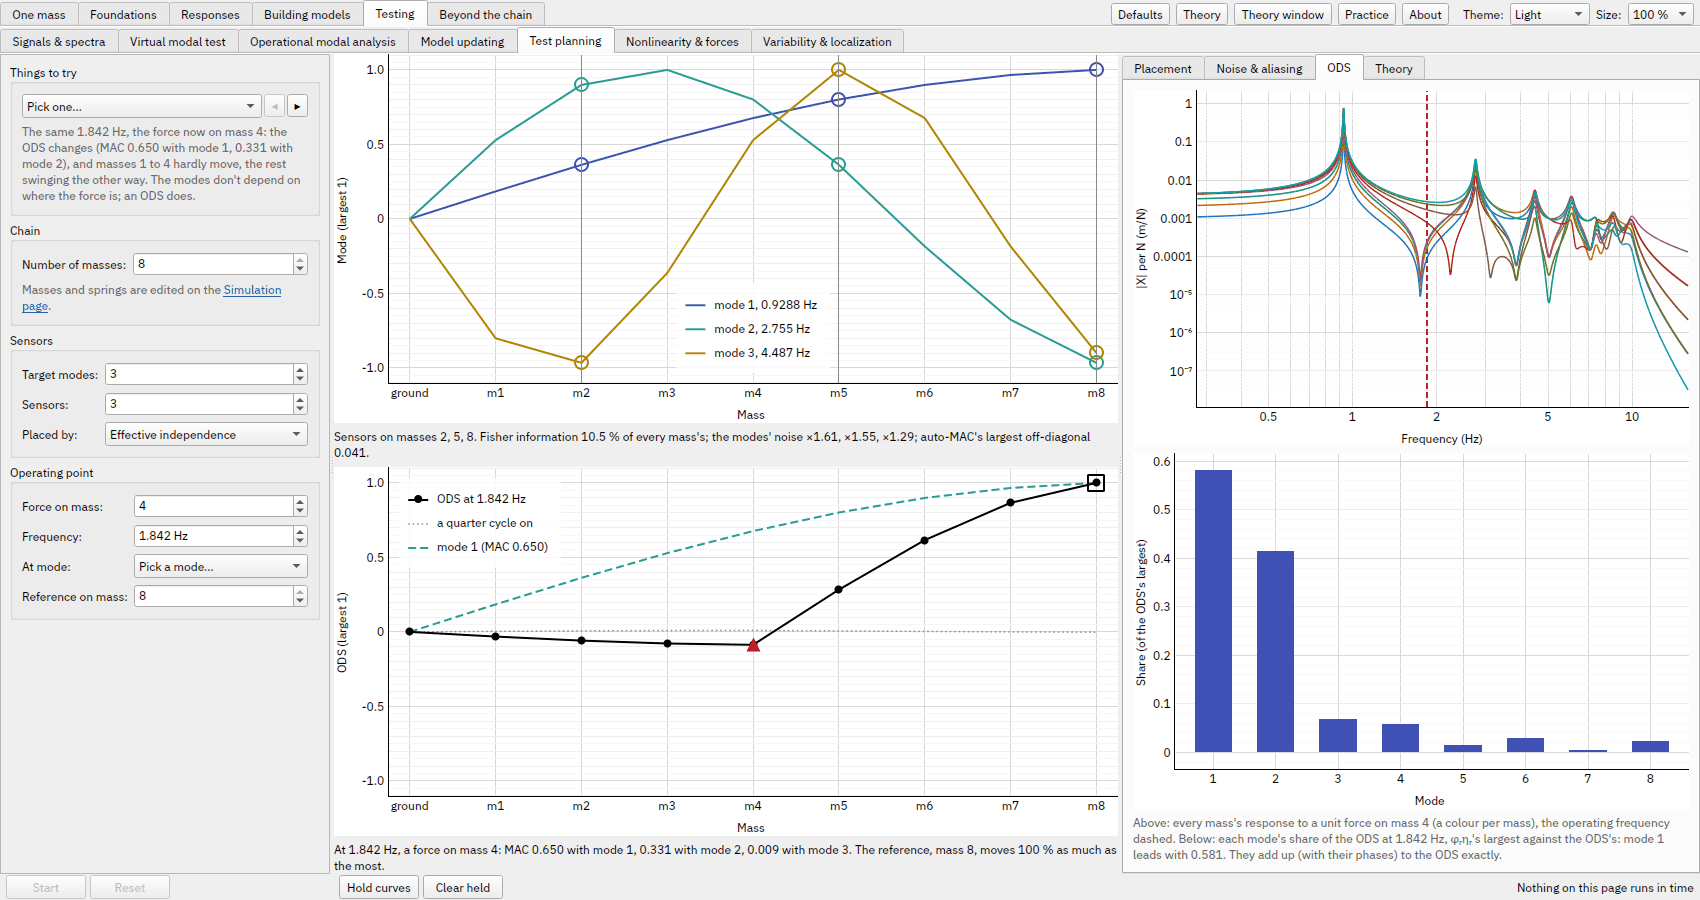 One mass
Foundations
Responses
Building models
Testing
Beyond the chain
Defaults
Theory
Theory window
Practice
About
Theme:
Light
Size:
100 %
Signals & spectra
Virtual modal test
Operational modal analysis
Model updating
Test planning
Nonlinearity & forces
Variability & localization
Things to try
Pick one...
The same 1.842 Hz, the force now on mass 4: the
ODS changes (MAC 0.650 with mode 1, 0.331 with
mode 2), and masses 1 to 4 hardly move, the rest
swinging the other way. The modes don't depend on
where the force is; an ODS does.
Chain
Number of masses:
8
Masses and springs are edited on the Simulation
page.
Sensors
Target modes:
3
Sensors:
3
Placed by:
Effective independence
Operating point
Force on mass:
4
Frequency:
1.842 Hz
At mode:
Pick a mode...
Reference on mass:
8
Start
Reset
Mode (largest 1)
1.0
0.5
0
-0.5
-1.0
mode 1, 0.9288 Hz
mode 2, 2.755 Hz
mode 3, 4.487 Hz
ground
m1
m2
m3
m4
m5
m6
m7
m8
Mass
Sensors on masses 2, 5, 8. Fisher information 10.5 % of every mass's; the modes' noise ×1.61, ×1.55, ×1.29; auto-MAC's largest off-diagonal
0.041.
ODS (largest 1)
1.0
0.5
0
-0.5
-1.0
ODS at 1.842 Hz
a quarter cycle on
mode 1 (MAC 0.650)
ground
m1
m2
m3
m4
m5
m6
m7
m8
Mass
At 1.842 Hz, a force on mass 4: MAC 0.650 with mode 1, 0.331 with mode 2, 0.009 with mode 3. The reference, mass 8, moves 100 % as much as
the most.
Hold curves
Clear held
Placement
Noise & aliasing
ODS
Theory
|X| per N (m/N)
1
0.1
0.01
0.001
0.0001
10⁻⁵
10⁻⁶
10⁻⁷
0.5
1
2
5
10
Frequency (Hz)
Share (of the ODS's largest)
0.6
0.5
0.4
0.3
0.2
0.1
0
1
2
3
4
5
6
7
8
Mode
Above: every mass's response to a unit force on mass 4 (a colour per mass), the operating frequency
dashed. Below: each mode's share of the ODS at 1.842 Hz, φᵣηᵣ's largest against the ODS's: mode 1
leads with 0.581. They add up (with their phases) to the ODS exactly.
Nothing on this page runs in time